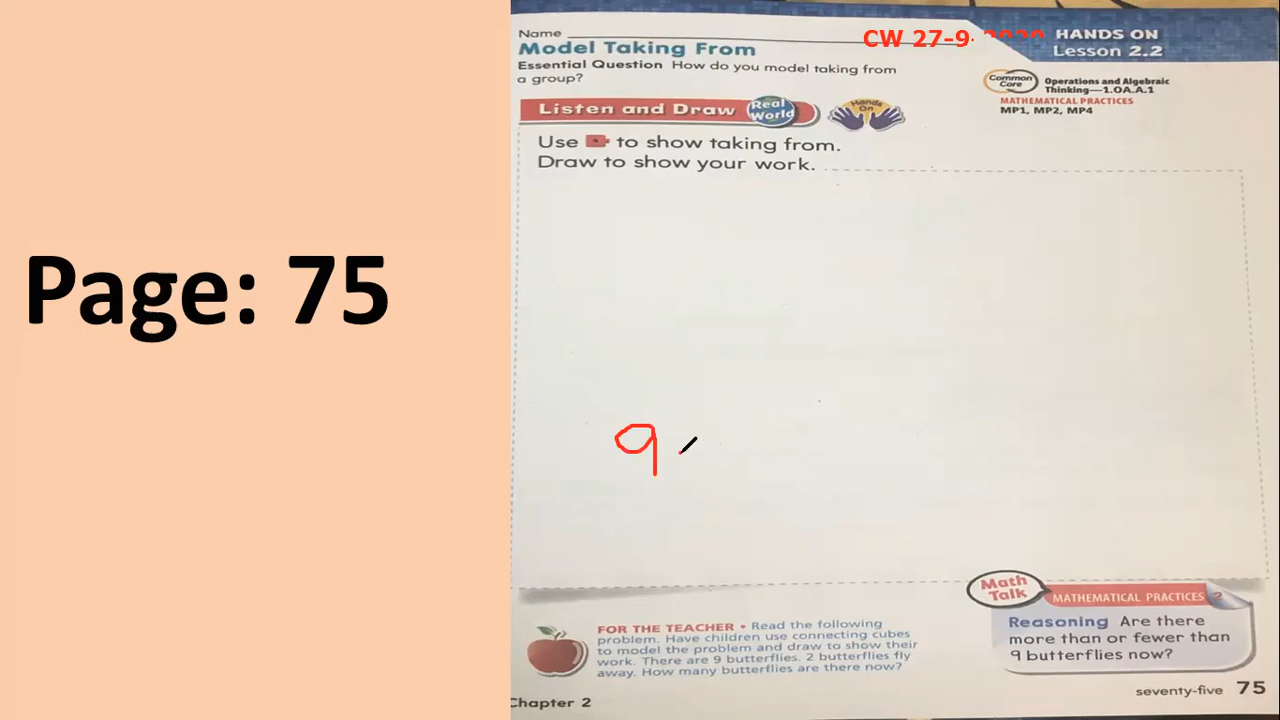 Page: 75
Name
CW 27-9-2020
HANDS ON
Lesson 2.2
Model Taking From
Essential Question How do you model taking from
a group?
Common
Core
Operations and Algebraic
Thinking—1.OA.A.1
MATHEMATICAL PRACTICES
MP1, MP2, MP4
Listen and Draw
Real
World
Hands
On
Use to show taking from.
Draw to show your work.
9
FOR THE TEACHER • Read the following
problem. Have children use connecting cubes
to model the problem and draw to show their
work. There are 9 butterflies. 2 butterflies fly
away. How many butterflies are there now?
Math
Talk
MATHEMATICAL PRACTICES 2
Reasoning Are there
more than or fewer than
9 butterflies now?
Chapter 2
seventy-five 75